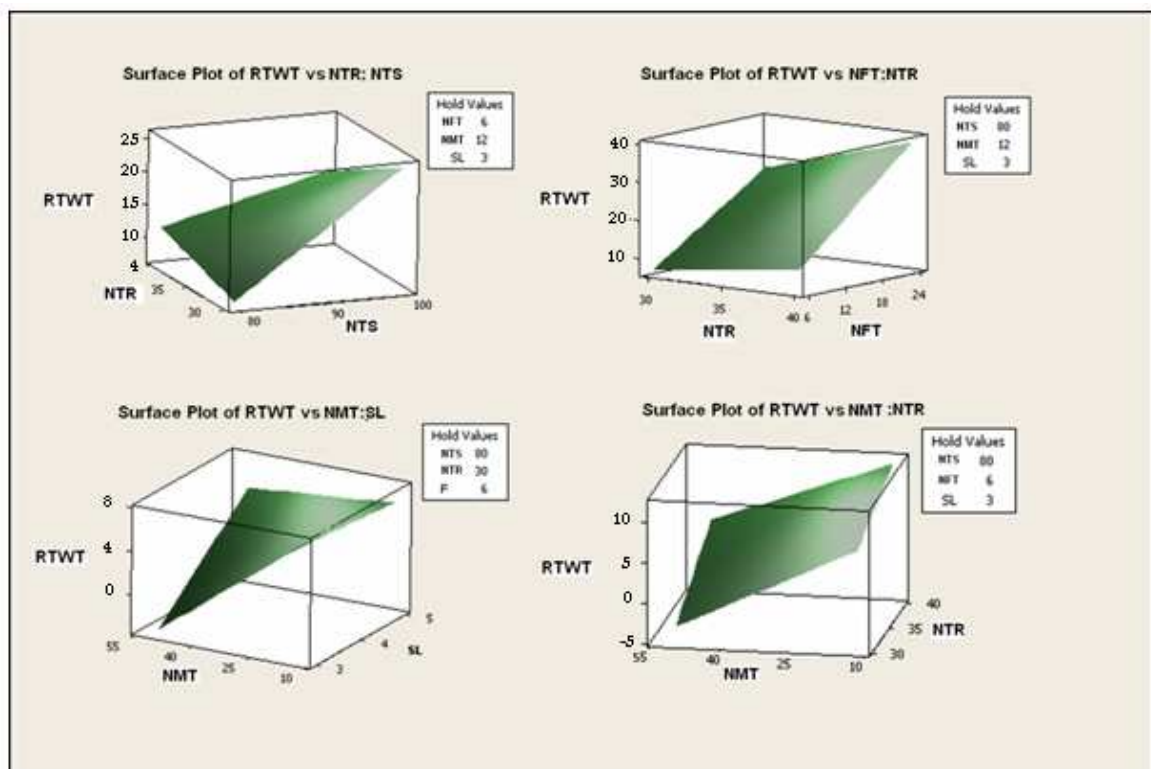 Surface Plot of RTWT vs NTR; NTS
Hold Values
NFT 6
NMT 12
SL 3
RTWT
25
20
15
10
4
NTR
35
30
80
90
100
NTS
Surface Plot of RTWT vs NFT:NTR
Hold Values
NTS 80
NMT 12
SL 3
RTWT
40
30
20
10
30
35
40
NTR
6
12
18
24
NFT
Surface Plot of RTWT vs NMT:SL
Hold Values
NTS 80
NTR 30
F 6
RTWT
8
4
0
55
40
25
10
NMT
3
4
5
SL
Surface Plot of RTWT vs NMT :NTR
Hold Values
NTS 80
NFT 6
SL 3
RTWT
10
5
0
-5
55
40
25
10
NMT
30
35
40
NTR